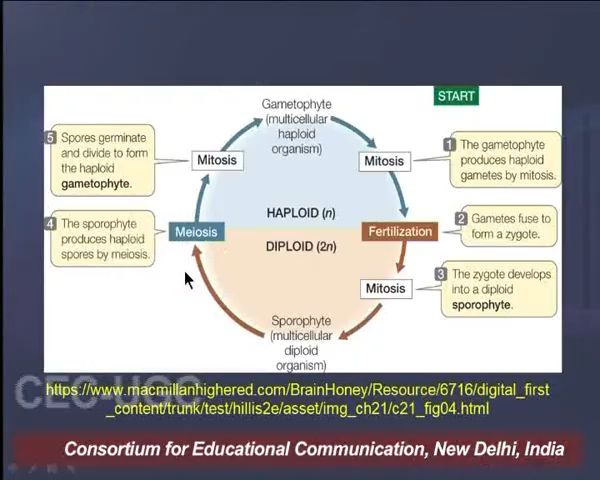 START
Gametophyte
(multicellular
haploid
organism)
5 Spores germinate
and divide to form
the haploid
gametophyte.
Mitosis
Mitosis
1 The gametophyte
produces haploid
gametes by mitosis.
HAPLOID (n)
4 The sporophyte
produces haploid
spores by meiosis.
Meiosis
Fertilization
2 Gametes fuse to
form a zygote.
DIPLOID (2n)
Mitosis
3 The zygote develops
into a diploid
sporophyte.
Sporophyte
(multicellular
diploid
organism)
CEC-UGC
https://www.macmillanhighered.com/BrainHoney/Resource/6716/digital_first
_content/trunk/test/hillis2e/asset/img_ch21/c21_fig04.html
Consortium for Educational Communication, New Delhi, India